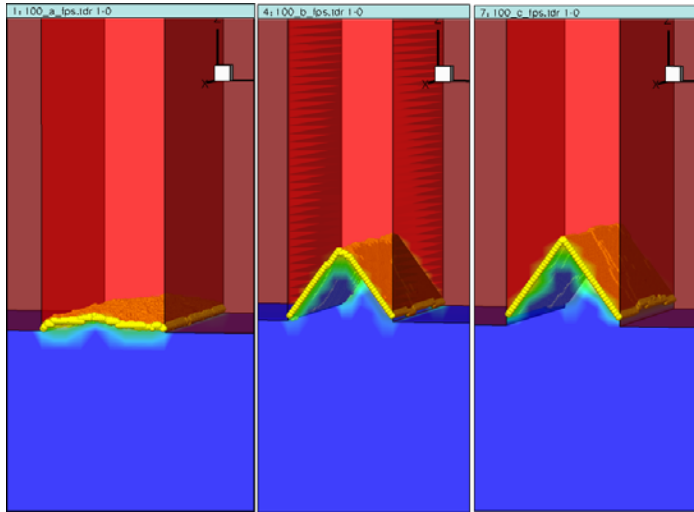 1: 100_a_fps.tdr 1-0
4: 100_b_fps.tdr 1-0
7: 100_c_fps.tdr 1-0
X
X
X